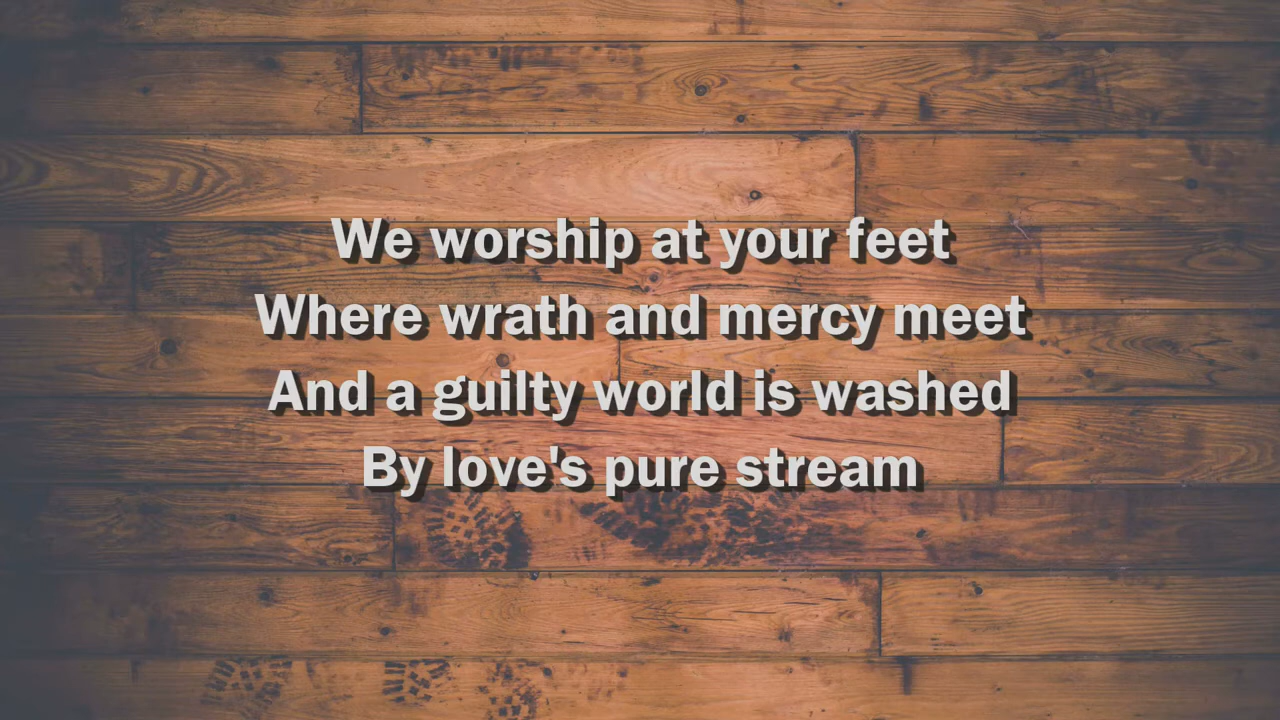 We worship at your feet
Where wrath and mercy meet
And a guilty world is washed
By love's pure stream